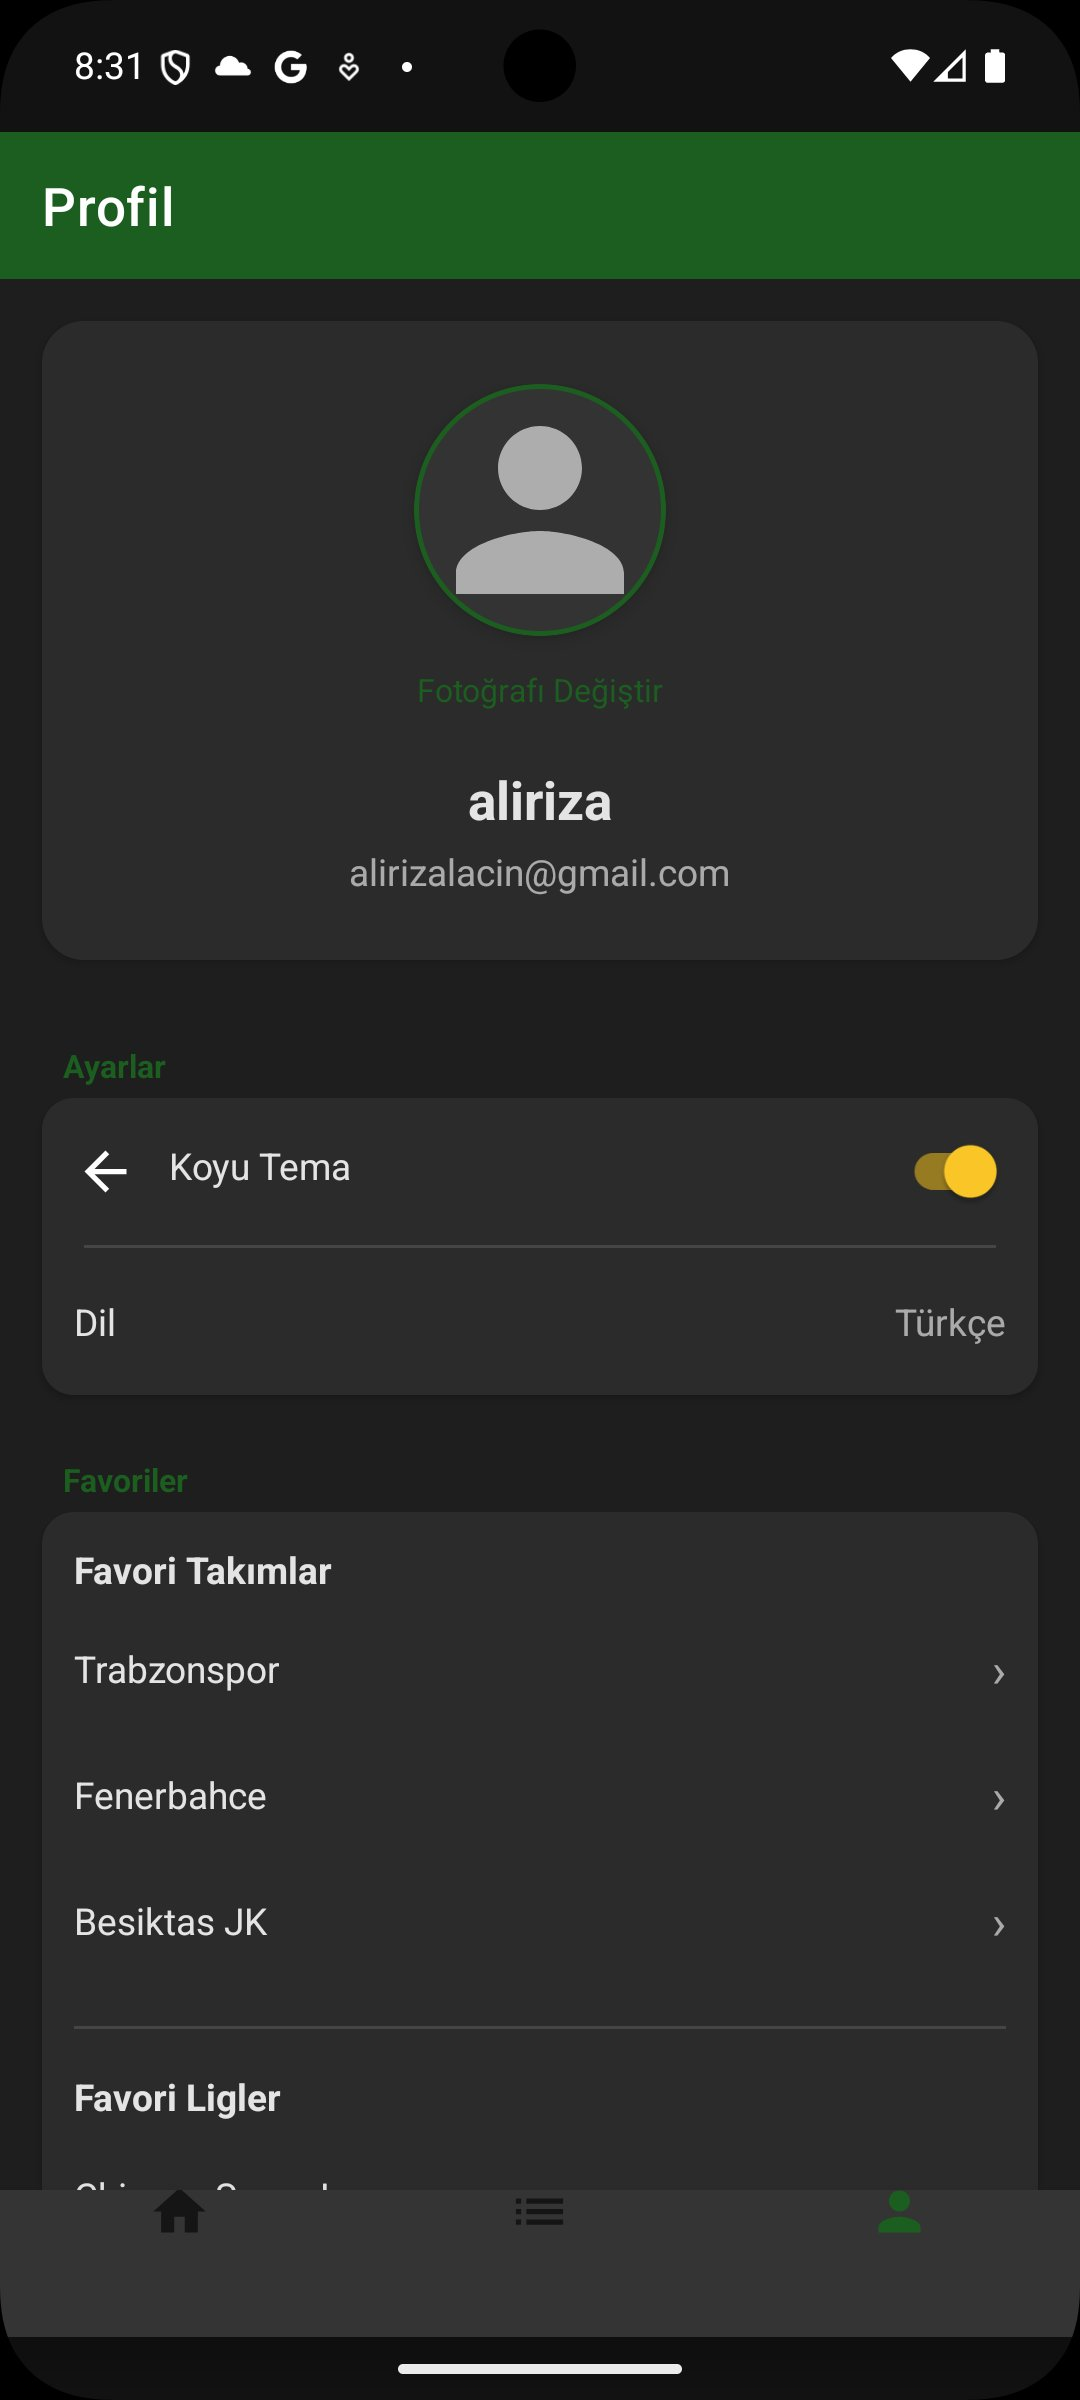 8:31
Profil
Fotoğrafı Değiştir
aliriza
alirizalacin@gmail.com
Ayarlar
Koyu Tema
Dil
Türkçe
Favoriler
Favori Takımlar
Trabzonspor
Fenerbahce
Besiktas JK
Favori Ligler